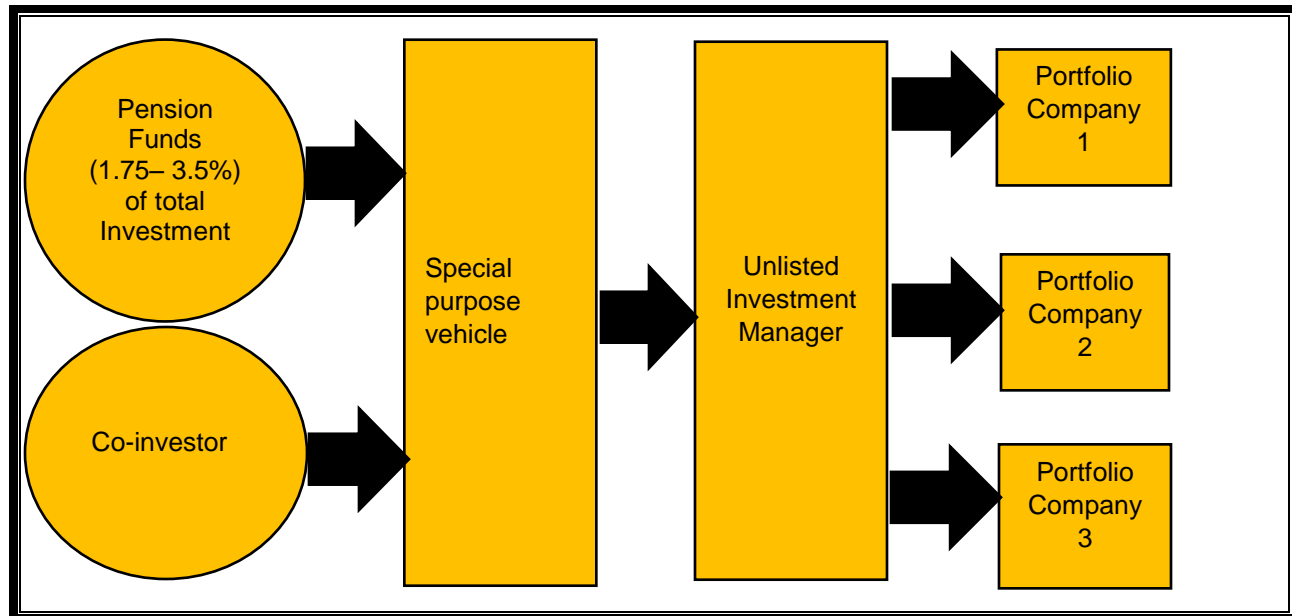 Pension
Funds
(1.75– 3.5%)
of total
Investment
Co-investor
Special
purpose
vehicle
Unlisted
Investment
Manager
Portfolio
Company
1
Portfolio
Company
2
Portfolio
Company
3